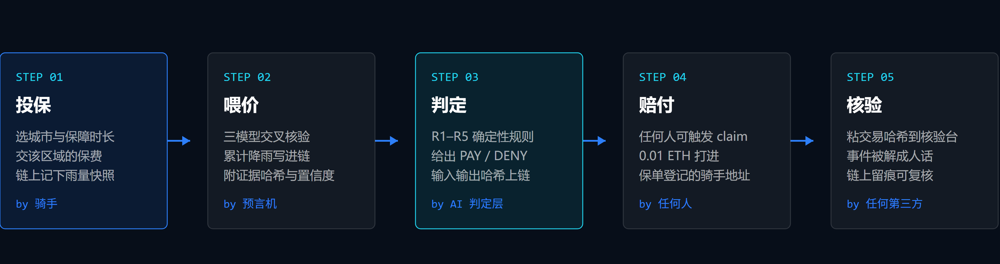 STEP 01
投保
选城市与保障时长
交该区域的保费
链上记下雨量快照
by 骑手
STEP 02
喂价
三模型交叉核验
累计降雨写进链
附证据哈希与置信度
by 预言机
STEP 03
判定
R1–R5 确定性规则
给出 PAY / DENY
输入输出哈希上链
by AI 判定层
STEP 04
赔付
任何人可触发 claim
0.01 ETH 打进
保单登记的骑手地址
by 任何人
STEP 05
核验
粘交易哈希到核验台
事件被解成人话
链上留痕可复核
by 任何第三方